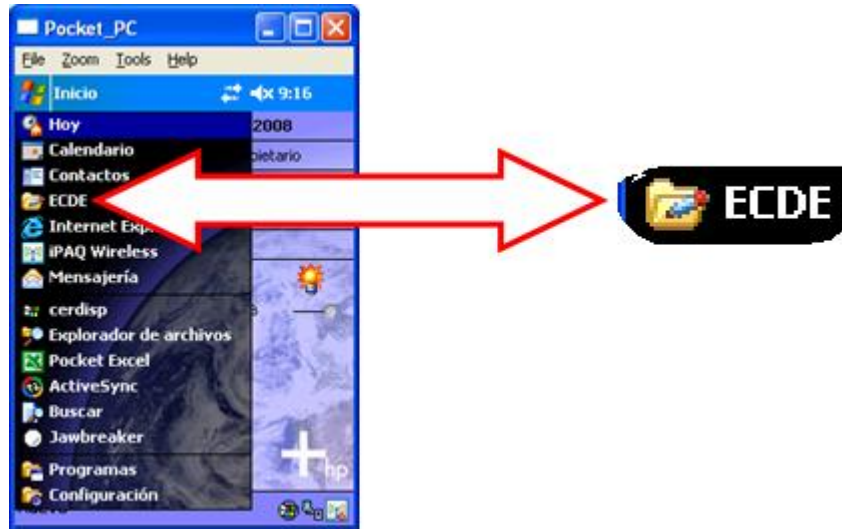 Pocket_PC
File Zoom Tools Help
Inicio 9:16
Hoy 2008
Calendario
Contactos
ECDE
ECDE
Internet
iPAQ Wireless
Mensajería
cerdisp
Explorador de archivos
Pocket Excel
ActiveSync
Buscar
Jawbreaker
hp
Programas
Configuración